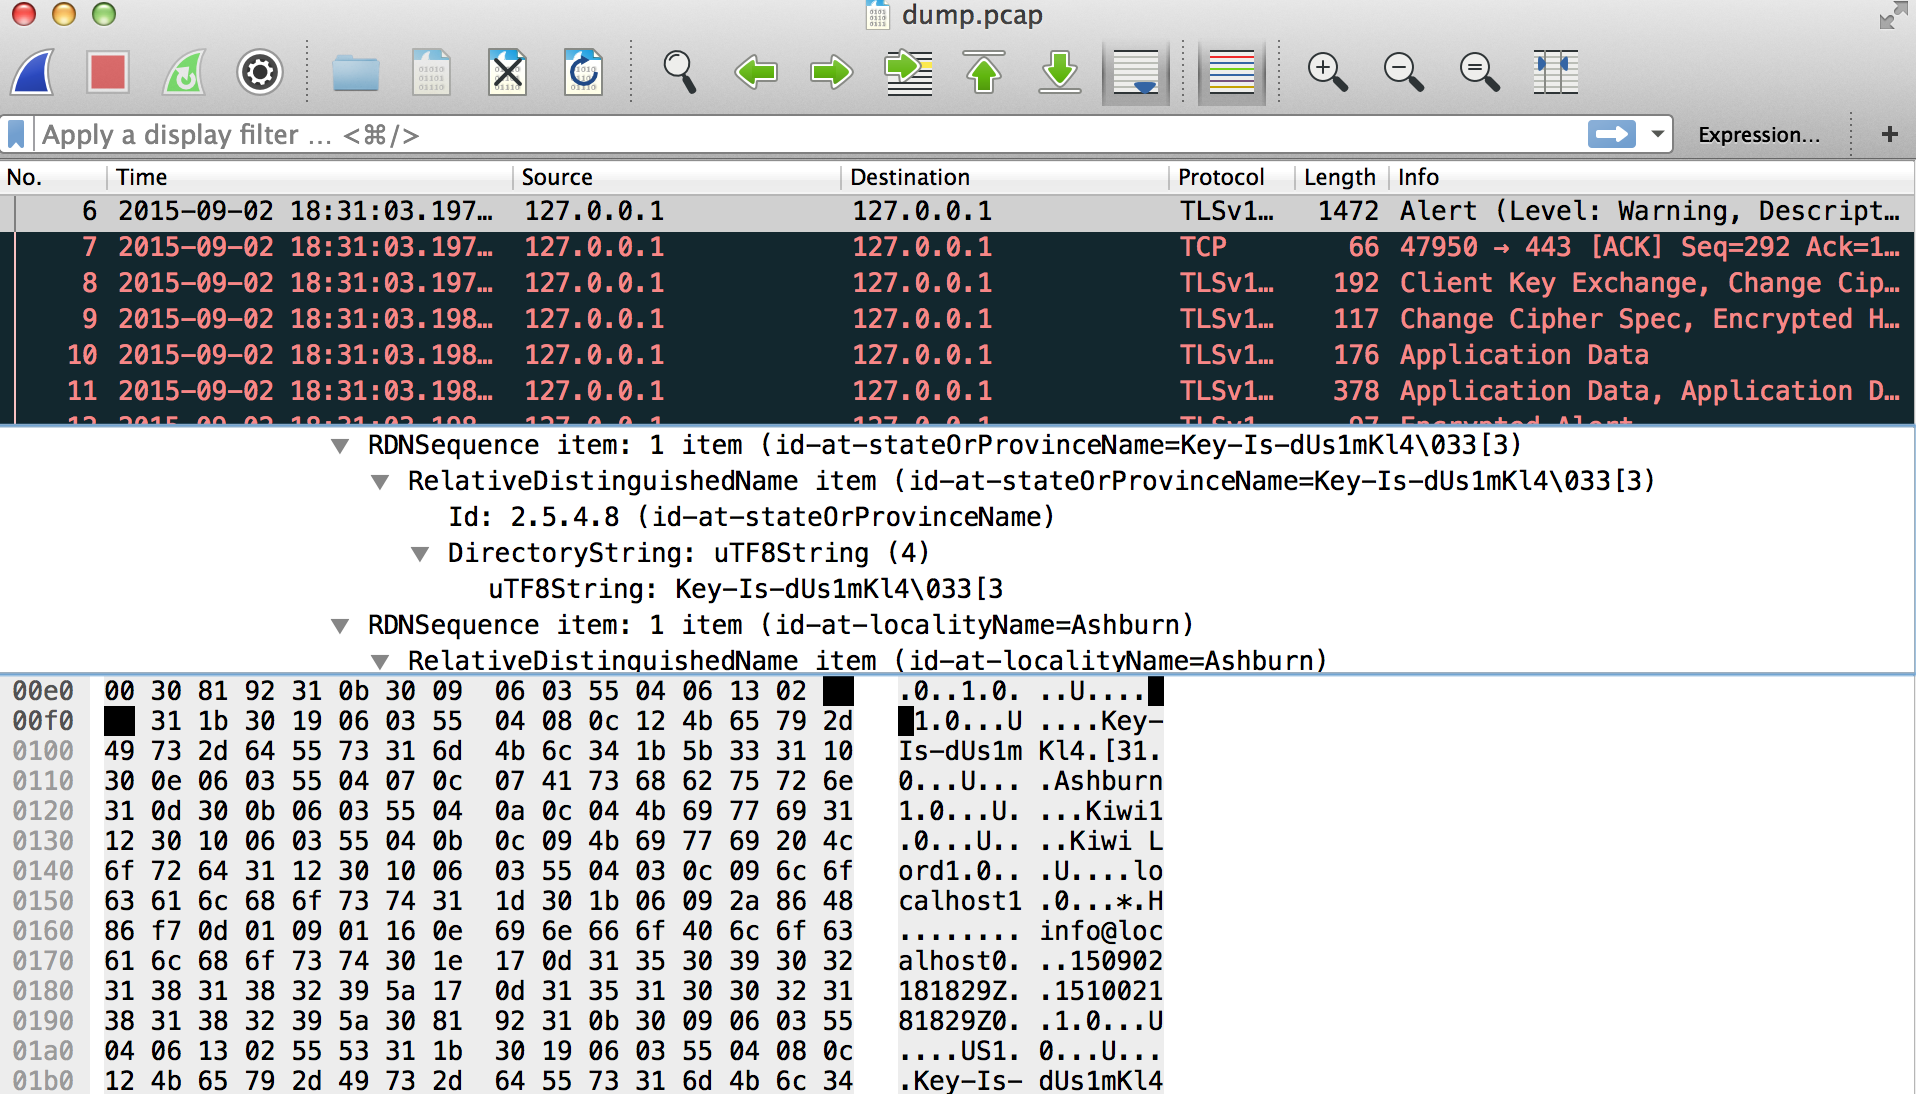 dump.pcap
Apply a display filter … <⌘/>
Expression…
+
No. Time Source Destination Protocol Length Info
6 2015-09-02 18:31:03.197… 127.0.0.1 127.0.0.1 TLSv1… 1472 Alert (Level: Warning, Descript…
7 2015-09-02 18:31:03.197… 127.0.0.1 127.0.0.1 TCP 66 47950 → 443 [ACK] Seq=292 Ack=1…
8 2015-09-02 18:31:03.197… 127.0.0.1 127.0.0.1 TLSv1… 192 Client Key Exchange, Change Cip…
9 2015-09-02 18:31:03.198… 127.0.0.1 127.0.0.1 TLSv1… 117 Change Cipher Spec, Encrypted H…
10 2015-09-02 18:31:03.198… 127.0.0.1 127.0.0.1 TLSv1… 176 Application Data
11 2015-09-02 18:31:03.198… 127.0.0.1 127.0.0.1 TLSv1… 378 Application Data, Application D…
12 2015-09-02 18:31:03.198… 127.0.0.1 127.0.0.1 TLSv1… 97 Encrypted Alert
RDNSequence item: 1 item (id-at-stateOrProvinceName=Key-Is-dUs1mKl4\033[3)
RelativeDistinguishedName item (id-at-stateOrProvinceName=Key-Is-dUs1mKl4\033[3)
Id: 2.5.4.8 (id-at-stateOrProvinceName)
DirectoryString: uTF8String (4)
uTF8String: Key-Is-dUs1mKl4\033[3
RDNSequence item: 1 item (id-at-localityName=Ashburn)
RelativeDistinguishedName item (id-at-localityName=Ashburn)
00e0 00 30 81 92 31 0b 30 09 06 03 55 04 06 13 02 .0..1.0. ..U....
00f0 31 1b 30 19 06 03 55 04 08 0c 12 4b 65 79 2d 1.0...U ....Key-
0100 49 73 2d 64 55 73 31 6d 4b 6c 34 1b 5b 33 31 10 Is-dUs1m Kl4.[31.
0110 30 0e 06 03 55 04 07 0c 07 41 73 68 62 75 72 6e 0...U... .Ashburn
0120 31 0d 30 0b 06 03 55 04 0a 0c 04 4b 69 77 69 31 1.0...U. ...Kiwi1
0130 12 30 10 06 03 55 04 0b 0c 09 4b 69 77 69 20 4c .0...U.. ..Kiwi L
0140 6f 72 64 31 12 30 10 06 03 55 04 03 0c 09 6c 6f ord1.0.. .U....lo
0150 63 61 6c 68 6f 73 74 31 1d 30 1b 06 09 2a 86 48 calhost1 .0...*.H
0160 86 f7 0d 01 09 01 16 0e 69 6e 66 6f 40 6c 6f 63 ........ info@loc
0170 61 6c 68 6f 73 74 30 1e 17 0d 31 35 30 39 30 32 alhost0. ..150902
0180 31 38 31 38 32 39 5a 17 0d 31 35 31 30 30 32 31 181829Z. .1510021
0190 38 31 38 32 39 5a 30 81 92 31 0b 30 09 06 03 55 81829Z0. .1.0...U
01a0 04 06 13 02 55 53 31 1b 30 19 06 03 55 04 08 0c ....US1. 0...U...
01b0 12 4b 65 79 2d 49 73 2d 64 55 73 31 6d 4b 6c 34 .Key-Is- dUs1mKl4